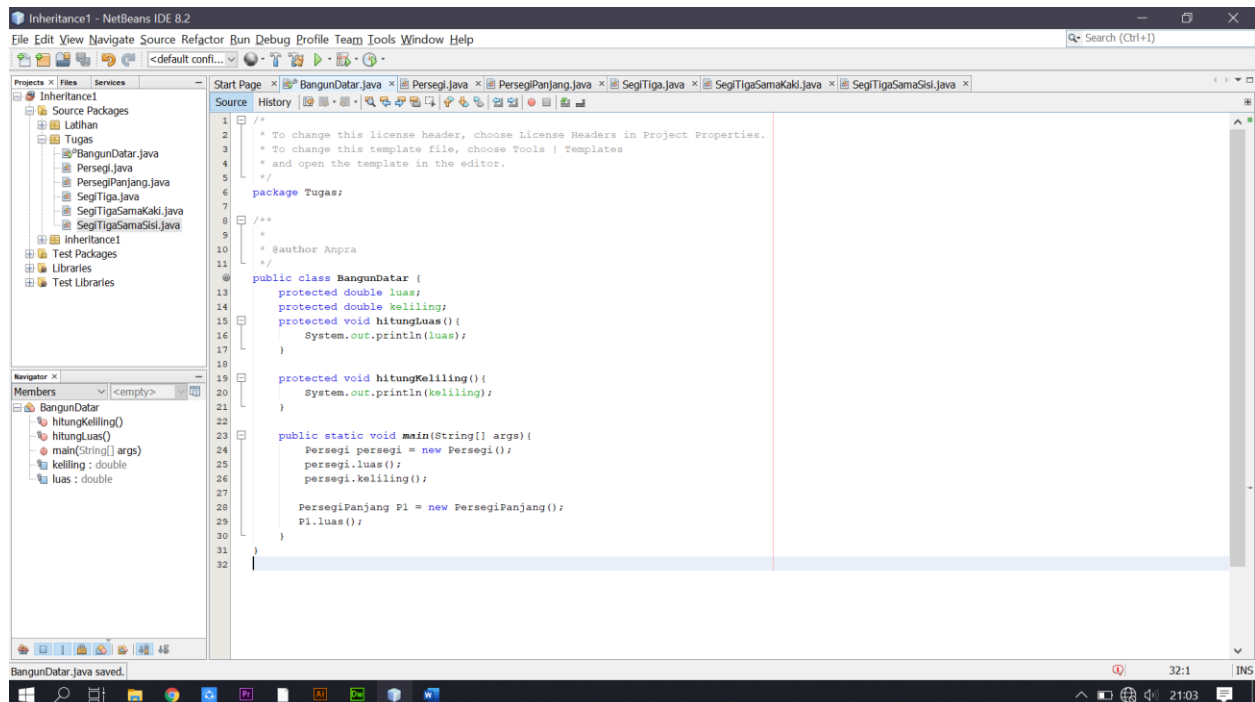 Inheritance1 - NetBeans IDE 8.2
File Edit View Navigate Source Refactor Run Debug Profile Team Tools Window Help
Search (Ctrl+I)
<default confi...
Projects Files Services
Inheritance1
Source Packages
Latihan
Tugas
BangunDatar.java
Persegi.java
PersegiPanjang.java
SegiTiga.java
SegiTigaSamaKaki.java
SegiTigaSamaSisi.java
inheritance1
Test Packages
Libraries
Test Libraries
Navigator
Members <empty>
BangunDatar
hitungKeliling()
hitungLuas()
main(String[] args)
keliling : double
luas : double
Start Page BangunDatar.java Persegi.java PersegiPanjang.java SegiTiga.java SegiTigaSamaKaki.java SegiTigaSamaSisi.java
Source History
1 /*
2 * To change this license header, choose License Headers in Project Properties.
3 * To change this template file, choose Tools | Templates
4 * and open the template in the editor.
5 */
6 package Tugas;
7
8 /**
9 *
10 * @author Anpra
11 */
public class BangunDatar {
13 protected double luas;
14 protected double keliling;
15 protected void hitungLuas(){
16 System.out.println(luas);
17 }
18
19 protected void hitungKeliling(){
20 System.out.println(keliling);
21 }
22
23 public static void main(String[] args){
24 Persegi persegi = new Persegi();
25 persegi.luas();
26 persegi.keliling();
27
28 PersegiPanjang P1 = new PersegiPanjang();
29 P1.luas();
30 }
31 }
32
BangunDatar.java saved.
32:1 INS
Pr Ai Dw W
21:03